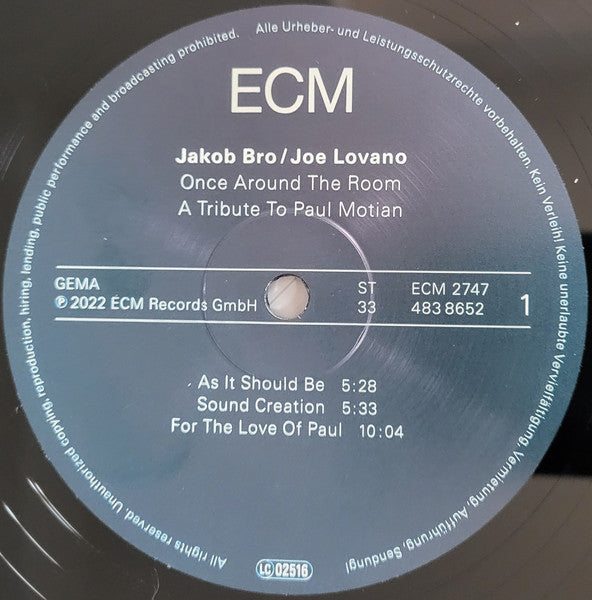 ECM
Jakob Bro/Joe Lovano
Once Around The Room
A Tribute To Paul Motian
GEMA
℗ 2022 ECM Records GmbH
ST
33
ECM 2747
483 8652
1
As It Should Be 5:28
Sound Creation 5:33
For The Love Of Paul 10:04
All rights reserved. Unauthorized copying, reproduction, hiring, lending, public performance and broadcasting prohibited. Alle Urheber- und Leistungsschutzrechte vorbehalten. Kein Verleih! Keine unerlaubte Vervielfältigung, Vermietung, Aufführung, Sendung!
LC 02516